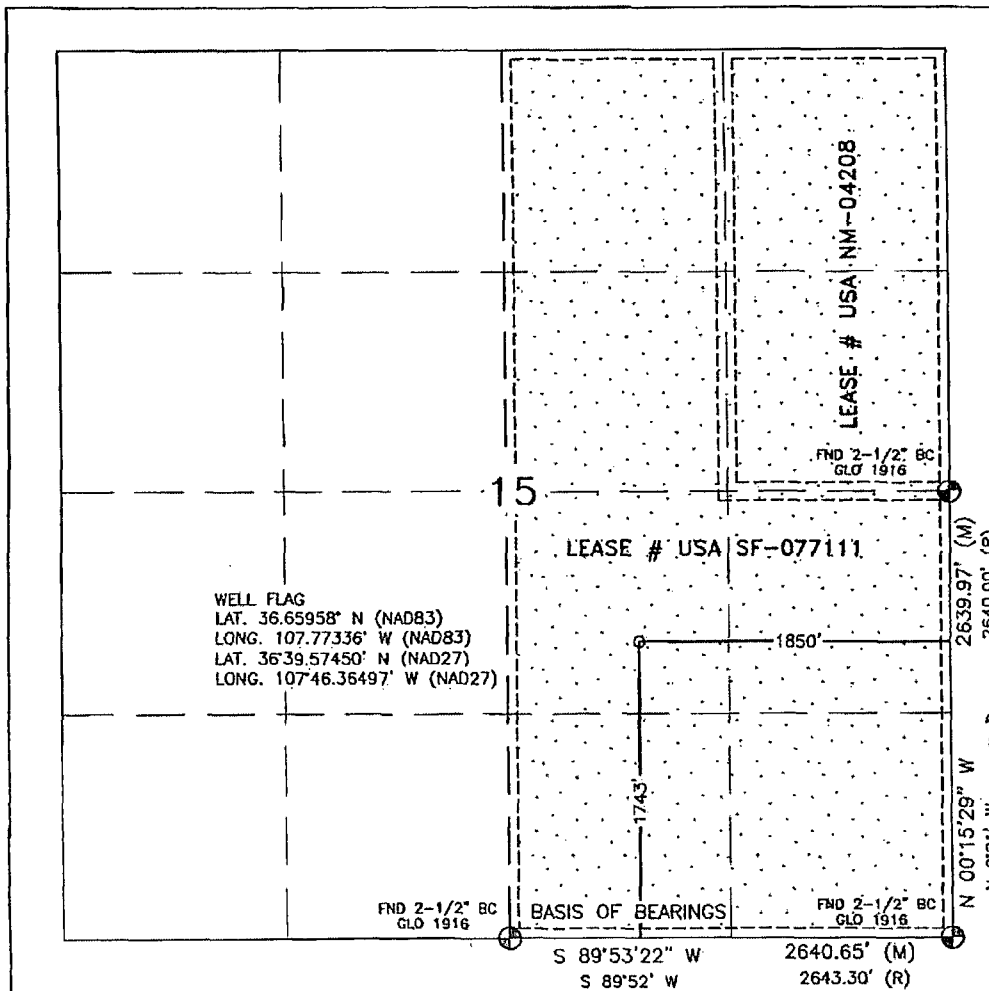 LEASE # USA NM-04208
FND 2-1/2" BC
GLO 1916
15
LEASE # USA SF-077111
WELL FLAG
LAT. 36.65958° N (NAD83)
LONG. 107.77336° W (NAD83)
LAT. 36°39.57450' N (NAD27)
LONG. 107°46.36497' W (NAD27)
1850'
1743'
2639.97' (M)
N 00°15'29" W
FND 2-1/2" BC
GLO 1916
BASIS OF BEARINGS
FND 2-1/2" BC
GLO 1916
S 89°53'22" W 2640.65' (M)
S 89°52' W 2643.30' (R)